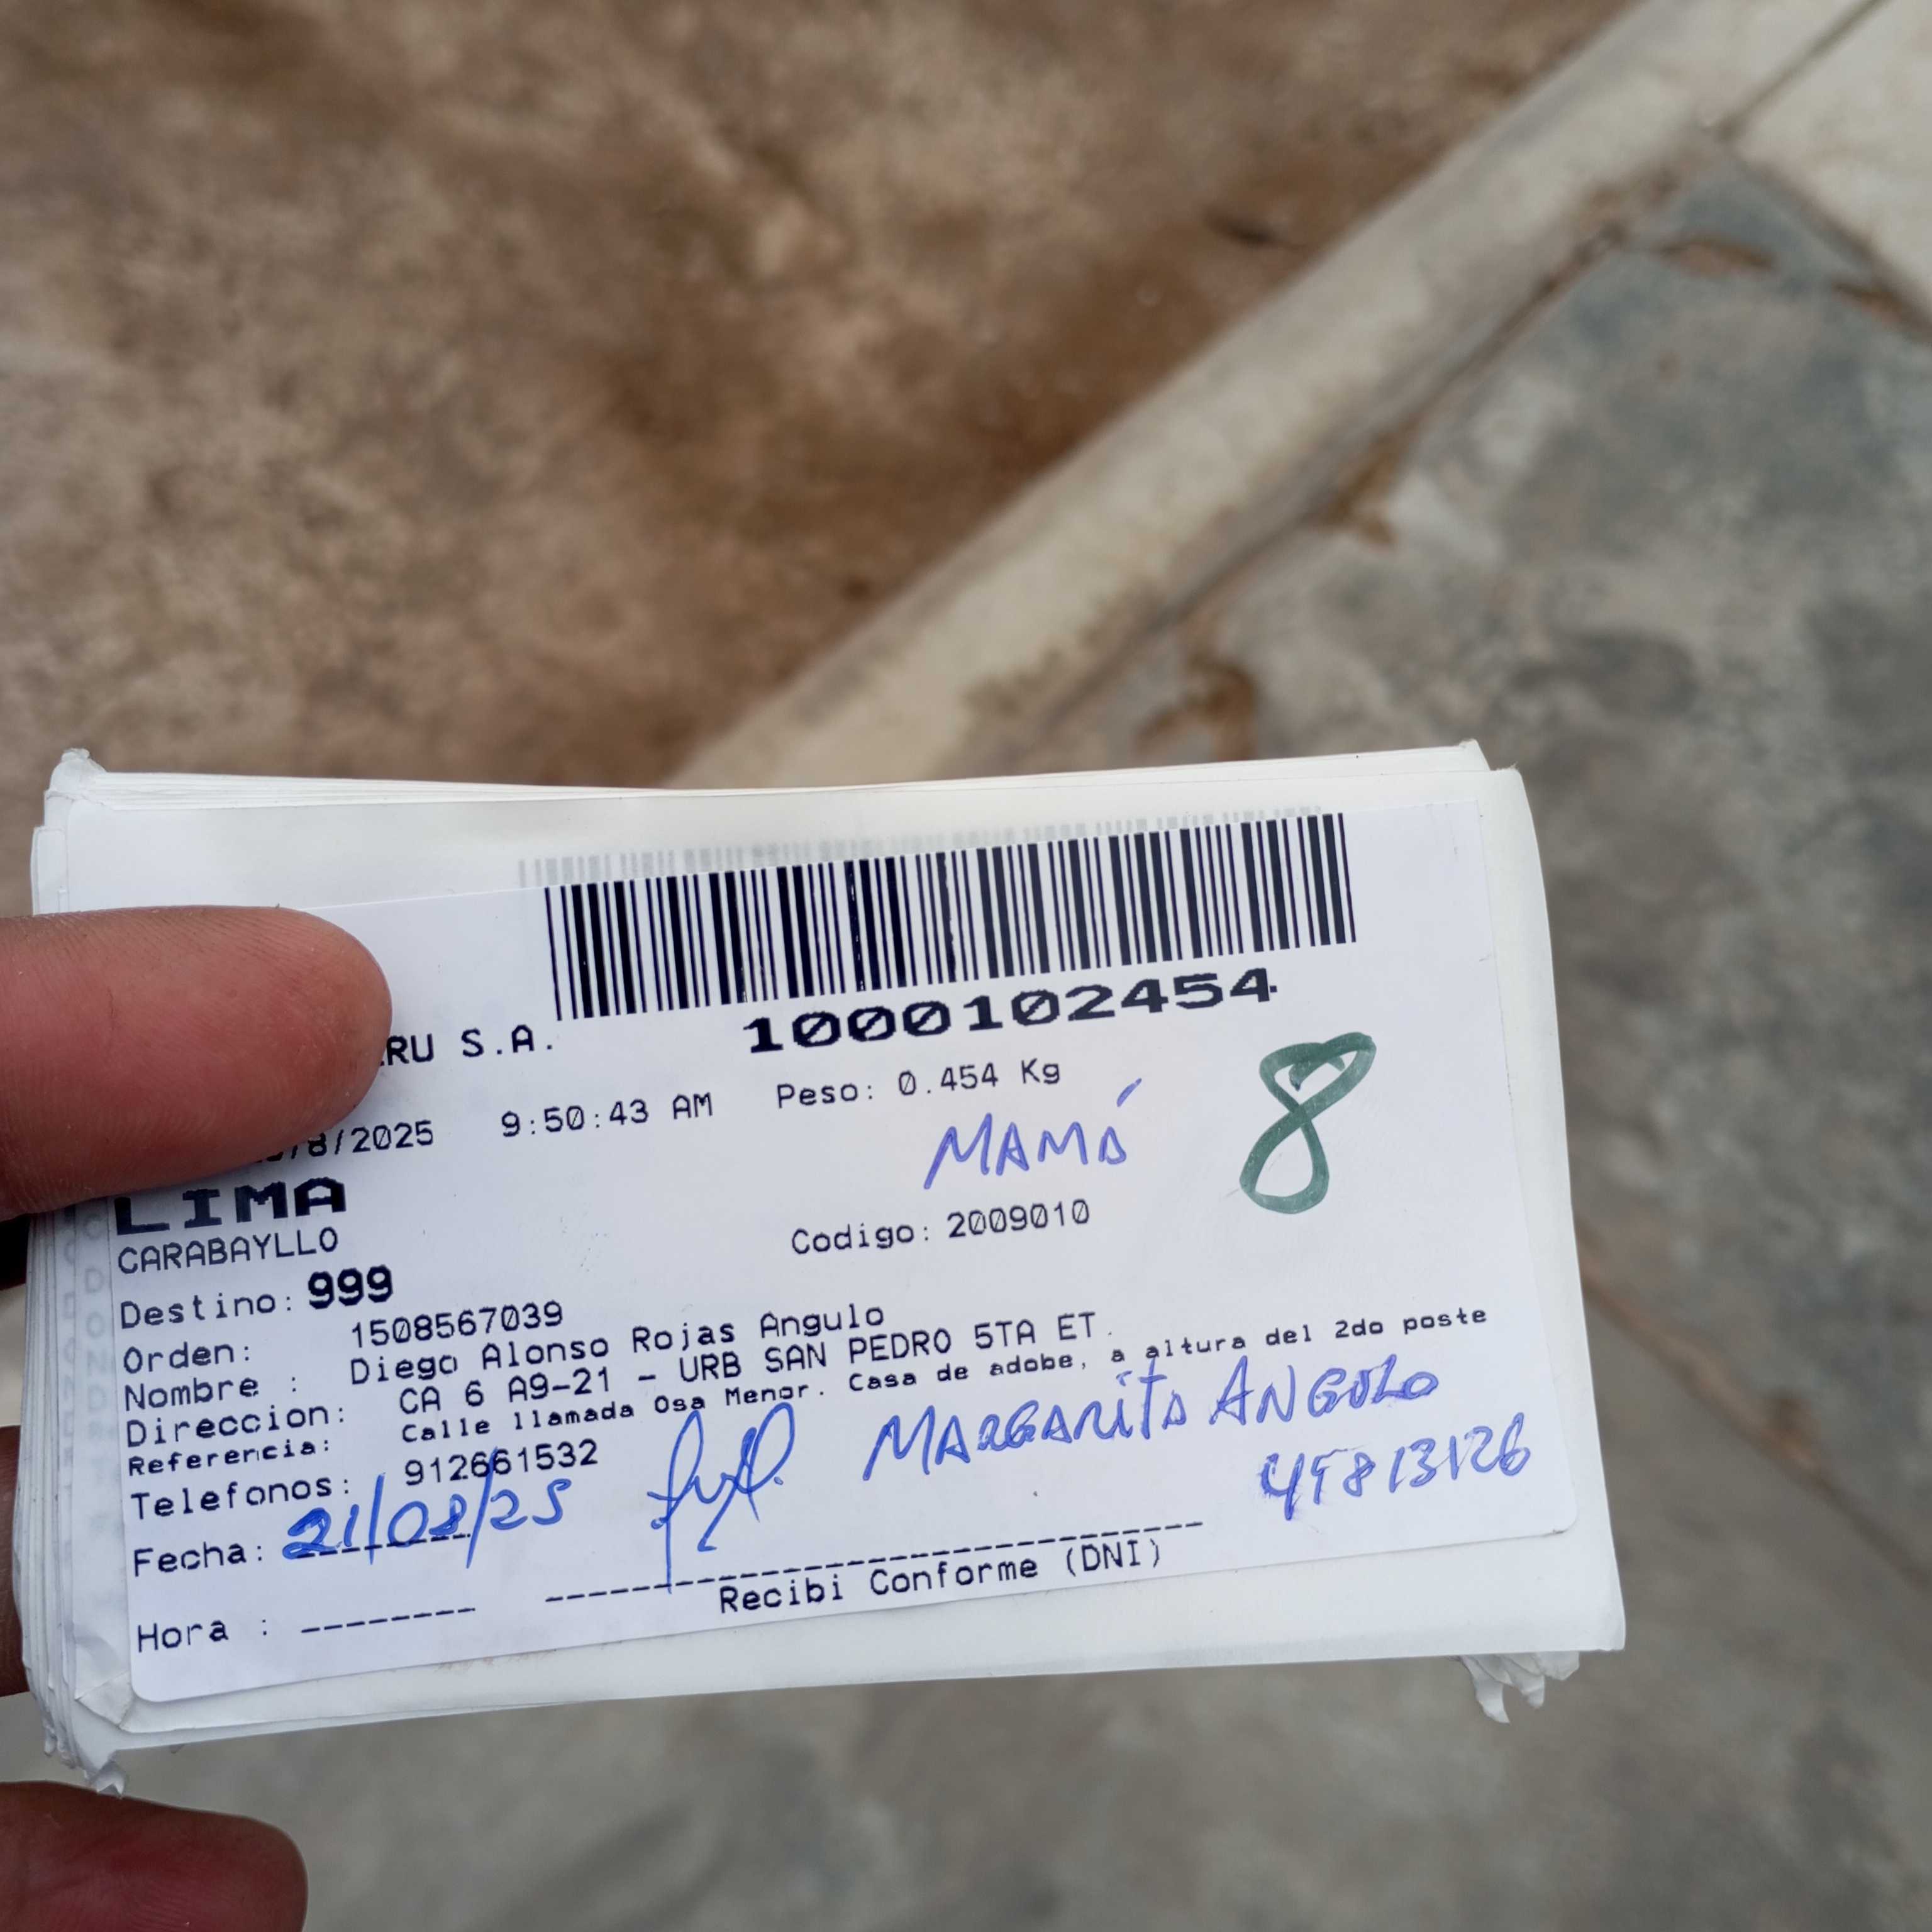 1000102454
RU S.A.
/8/2025 9:50:43 AM Peso: 0.454 Kg
MAMÁ
8
LIMA
CARABAYLLO
Codigo: 2009010
Destino: 999
Orden: 1508567039
Nombre : Diego Alonso Rojas Angulo
Direccion: CA 6 A9-21 - URB SAN PEDRO 5TA ET.
Referencia: Calle llamada Osa Menor. Casa de adobe, a altura del 2do poste
Telefonos: 912661532
MARGARITA ANGULO
Fecha: 21/08/25
Hora :
Recibi Conforme (DNI)